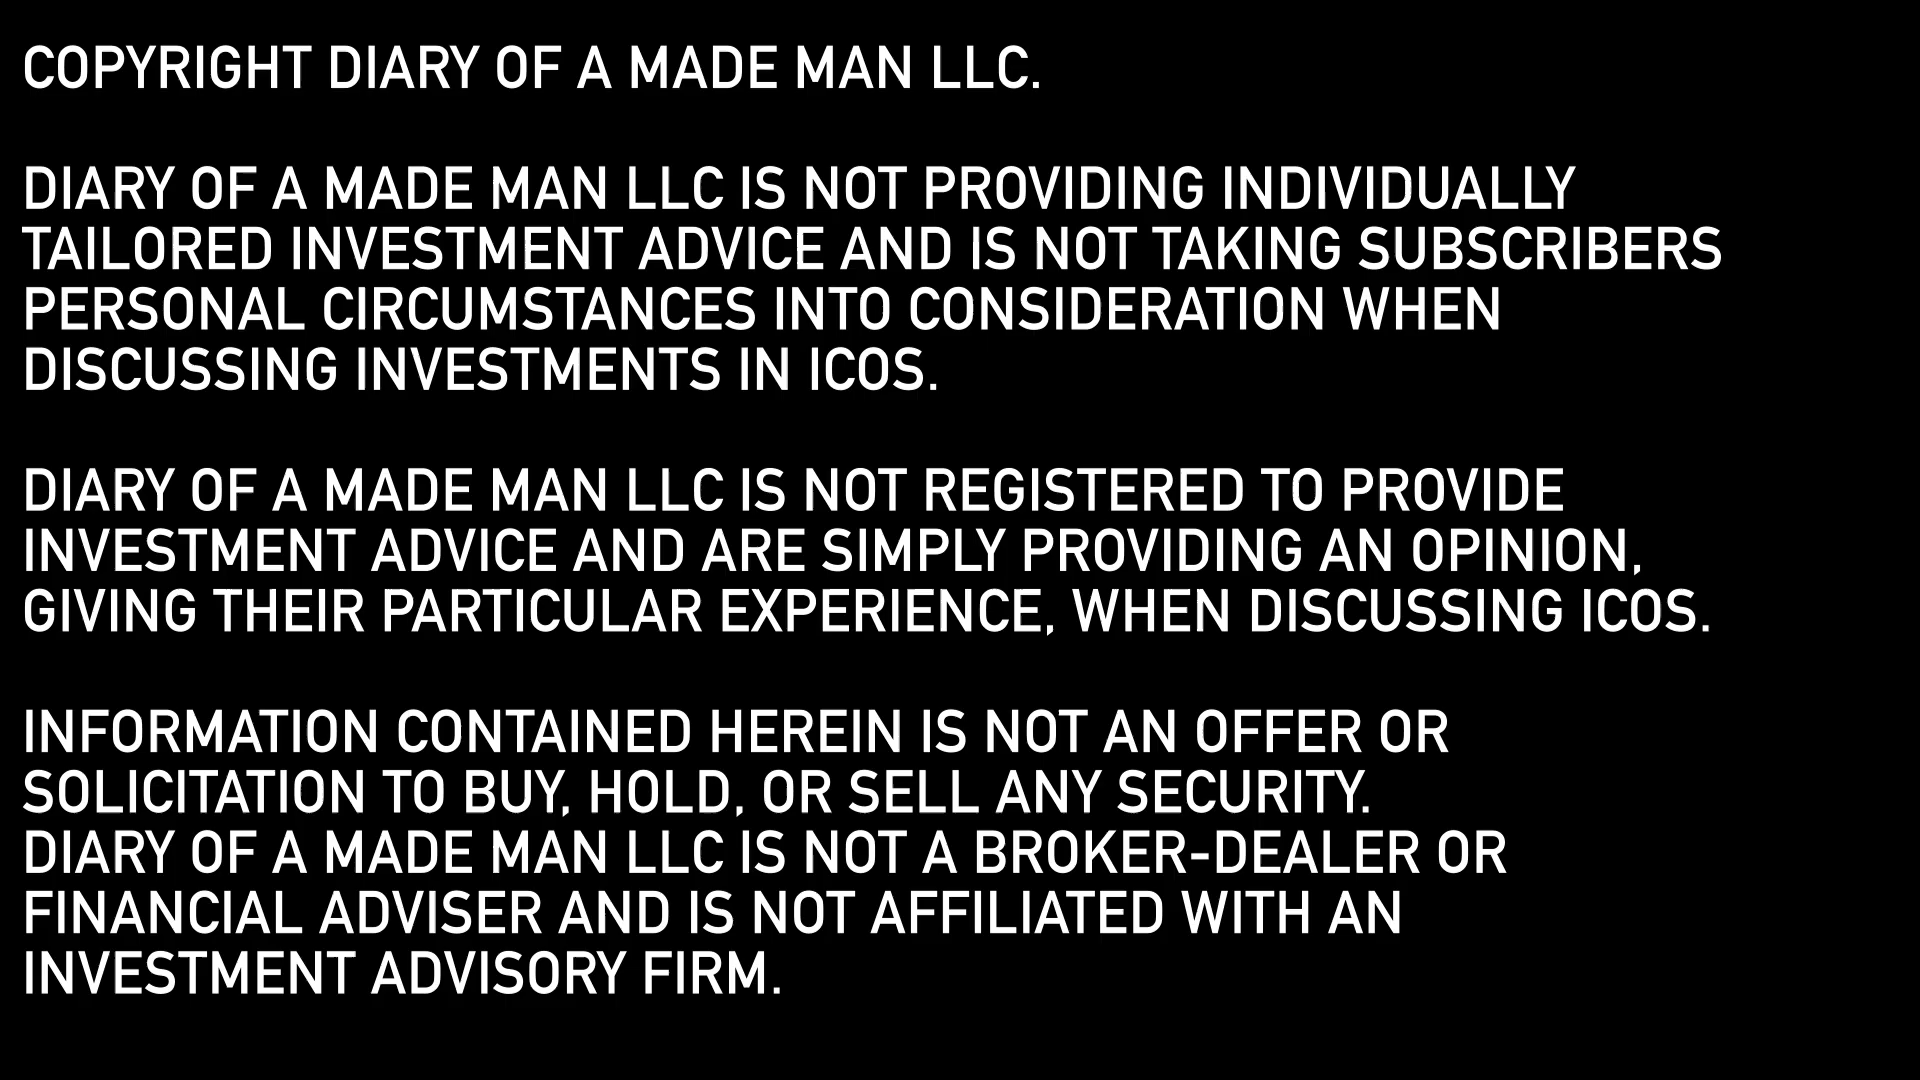 COPYRIGHT DIARY OF A MADE MAN LLC.
DIARY OF A MADE MAN LLC IS NOT PROVIDING INDIVIDUALLY
TAILORED INVESTMENT ADVICE AND IS NOT TAKING SUBSCRIBERS
PERSONAL CIRCUMSTANCES INTO CONSIDERATION WHEN
DISCUSSING INVESTMENTS IN ICOS.
DIARY OF A MADE MAN LLC IS NOT REGISTERED TO PROVIDE
INVESTMENT ADVICE AND ARE SIMPLY PROVIDING AN OPINION,
GIVING THEIR PARTICULAR EXPERIENCE, WHEN DISCUSSING ICOS.
INFORMATION CONTAINED HEREIN IS NOT AN OFFER OR
SOLICITATION TO BUY, HOLD, OR SELL ANY SECURITY.
DIARY OF A MADE MAN LLC IS NOT A BROKER-DEALER OR
FINANCIAL ADVISER AND IS NOT AFFILIATED WITH AN
INVESTMENT ADVISORY FIRM.